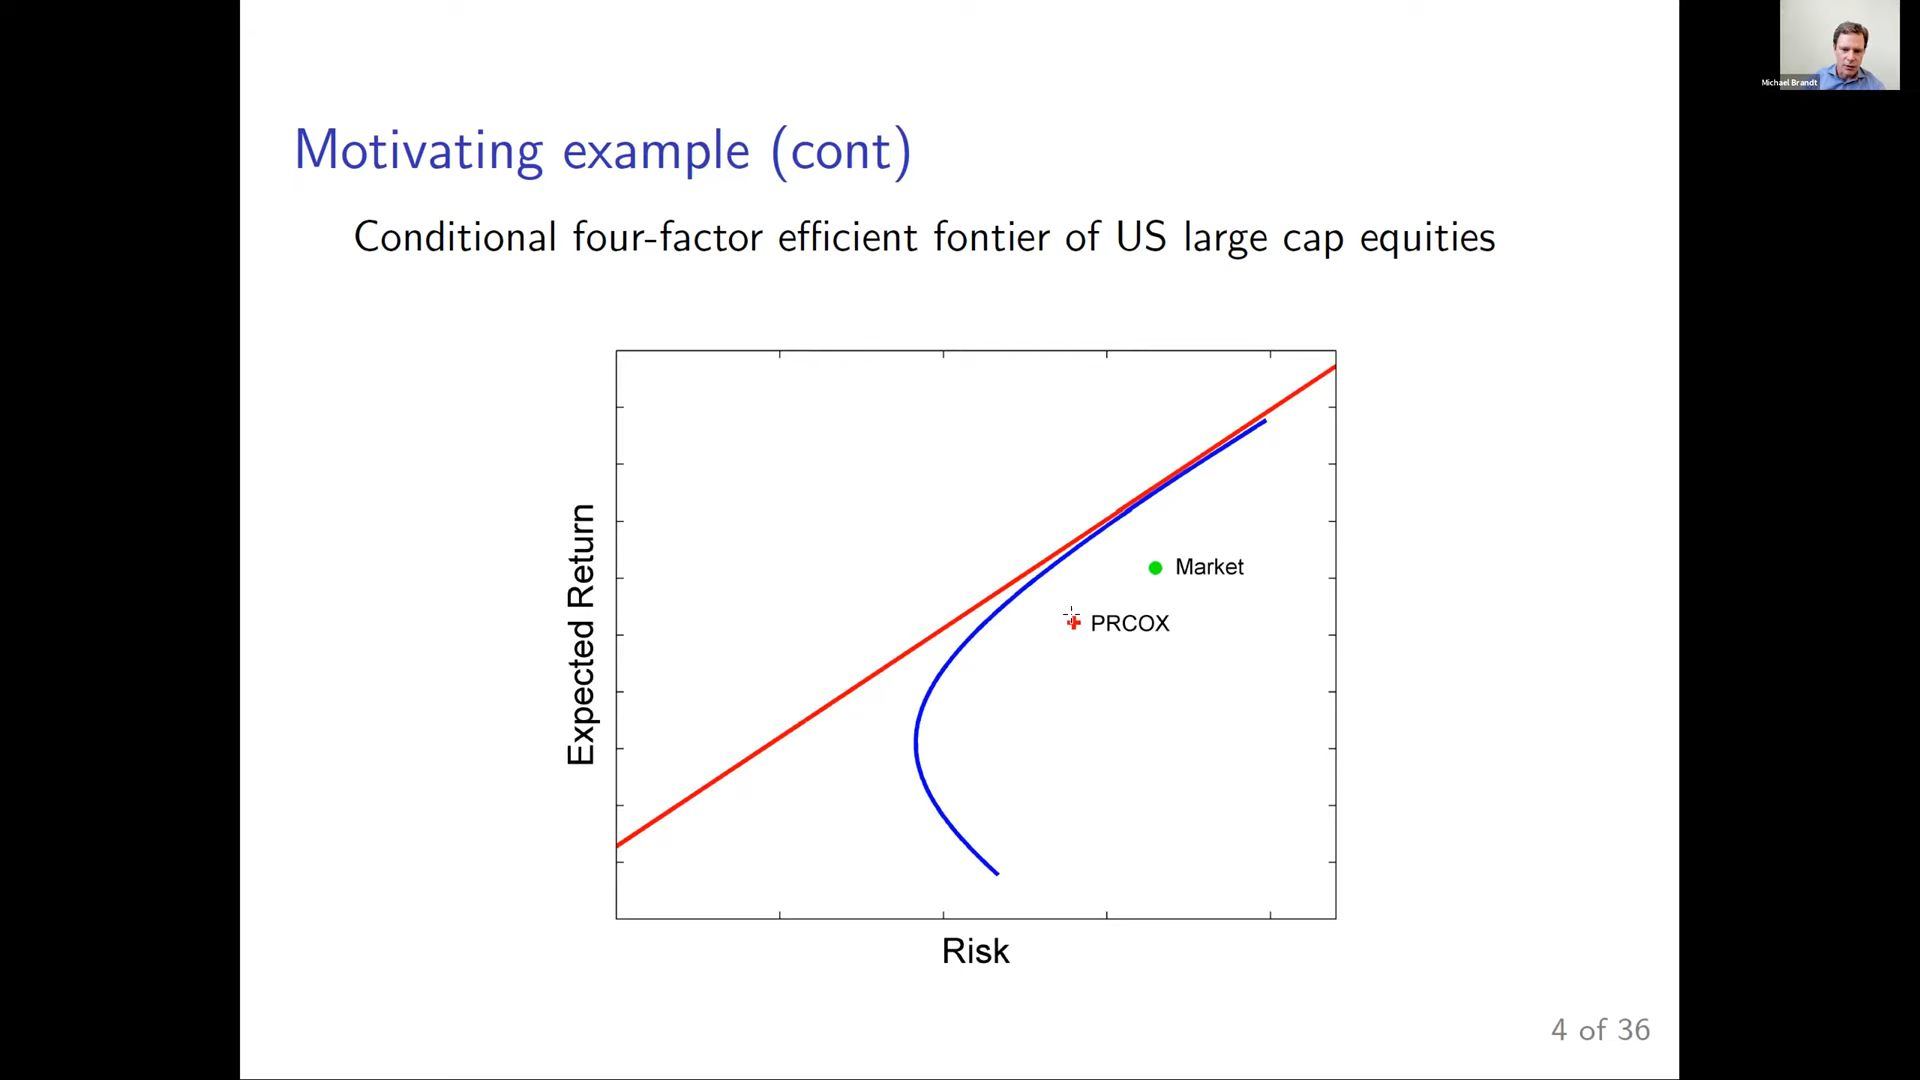 Michael Brandt
Motivating example (cont)
Conditional four-factor efficient fontier of US large cap equities
Expected Return
Market
PRCOX
Risk
4 of 36